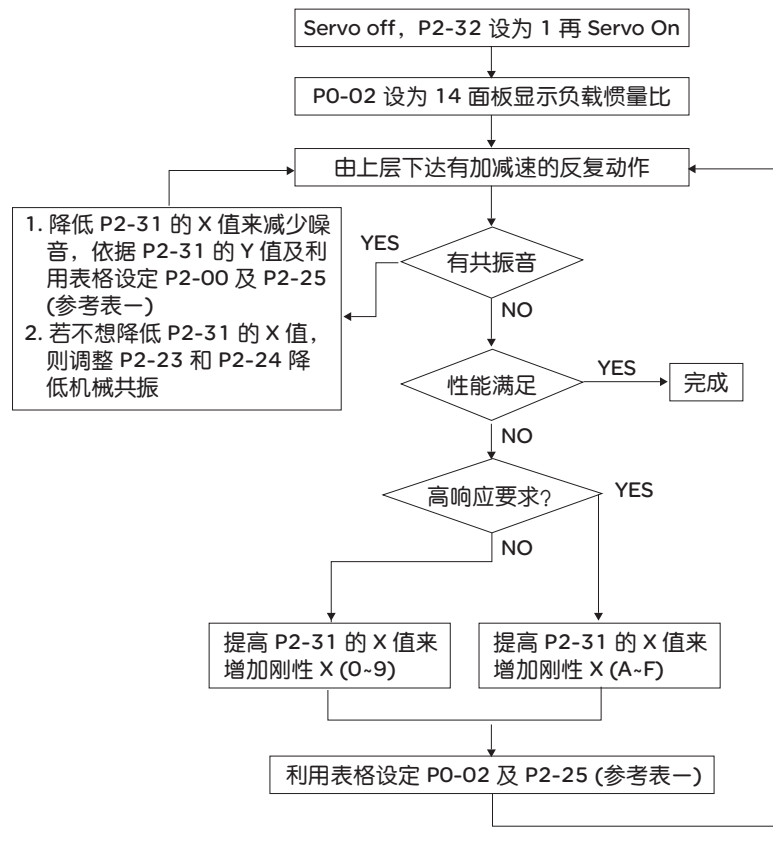 Servo off，P2-32 设为 1 再 Servo On
P0-02 设为 14 面板显示负载惯量比
由上层下达有加减速的反复动作
1. 降低 P2-31 的 X 值来减少噪
音，依据 P2-31 的 Y 值及利
用表格设定 P2-00 及 P2-25
(参考表一)
2. 若不想降低 P2-31 的 X 值，
则调整 P2-23 和 P2-24 降
低机械共振
YES
有共振音
NO
性能满足
YES
完成
NO
高响应要求?
YES
NO
提高 P2-31 的 X 值来
增加刚性 X (0~9)
提高 P2-31 的 X 值来
增加刚性 X (A~F)
利用表格设定 P0-02 及 P2-25 (参考表一)